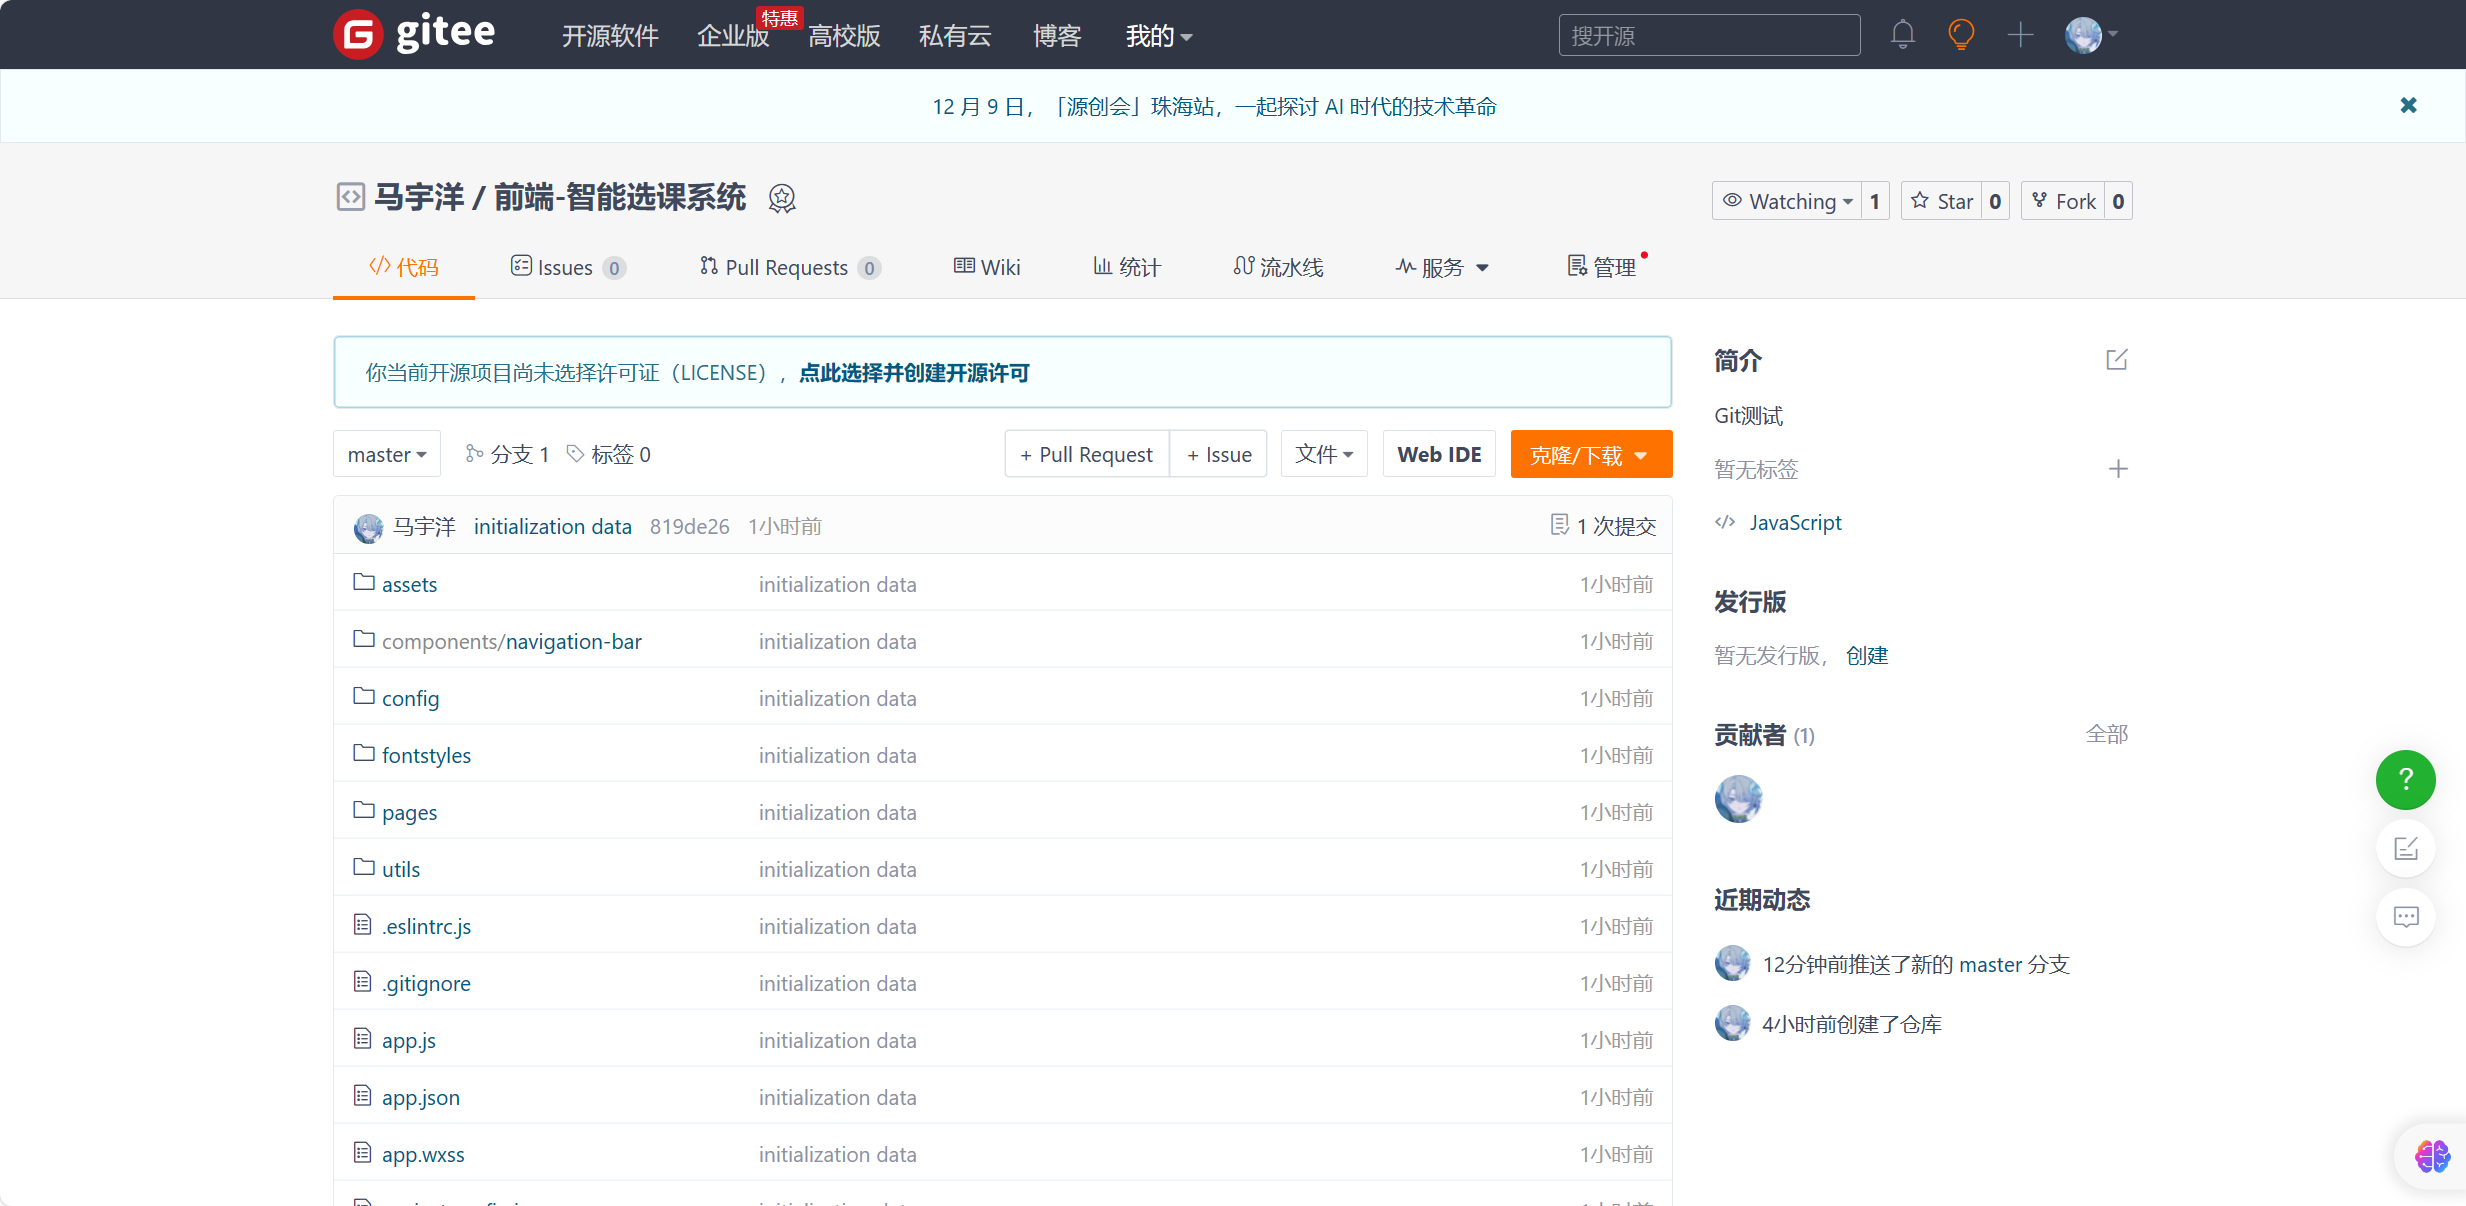 gitee 开源软件 企业版 特惠 高校版 私有云 博客 我的 搜开源
12 月 9 日，「源创会」珠海站，一起探讨 AI 时代的技术革命
马宇洋 / 前端-智能选课系统 Watching 1 Star 0 Fork 0
代码 Issues 0 Pull Requests 0 Wiki 统计 流水线 服务 管理
你当前开源项目尚未选择许可证（LICENSE），点此选择并创建开源许可
master 分支 1 标签 0 + Pull Request + Issue 文件 Web IDE 克隆/下载
马宇洋 initialization data 819de26 1小时前 1 次提交
assets initialization data 1小时前
components/navigation-bar initialization data 1小时前
config initialization data 1小时前
fontstyles initialization data 1小时前
pages initialization data 1小时前
utils initialization data 1小时前
.eslintrc.js initialization data 1小时前
.gitignore initialization data 1小时前
app.js initialization data 1小时前
app.json initialization data 1小时前
app.wxss initialization data 1小时前
简介
Git测试
暂无标签
JavaScript
发行版
暂无发行版， 创建
贡献者 (1) 全部
近期动态
12分钟前推送了新的 master 分支
4小时前创建了仓库